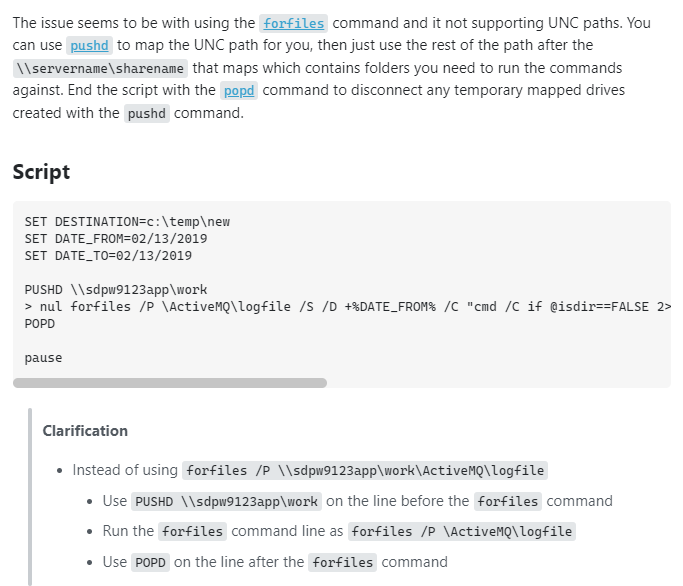 The issue seems to be with using the forfiles command and it not supporting UNC paths. You
can use pushd to map the UNC path for you, then just use the rest of the path after the
\\servername\sharename that maps which contains folders you need to run the commands
against. End the script with the popd command to disconnect any temporary mapped drives
created with the pushd command.
Script
SET DESTINATION=c:\temp\new
SET DATE_FROM=02/13/2019
SET DATE_TO=02/13/2019
PUSHD \\sdpw9123app\work
> nul forfiles /P \ActiveMQ\logfile /S /D +%DATE_FROM% /C "cmd /C if @isdir==FALSE 2>
POPD
pause
Clarification
• Instead of using forfiles /P \\sdpw9123app\work\ActiveMQ\logfile
• Use PUSHD \\sdpw9123app\work on the line before the forfiles command
• Run the forfiles command line as forfiles /P \ActiveMQ\logfile
• Use POPD on the line after the forfiles command